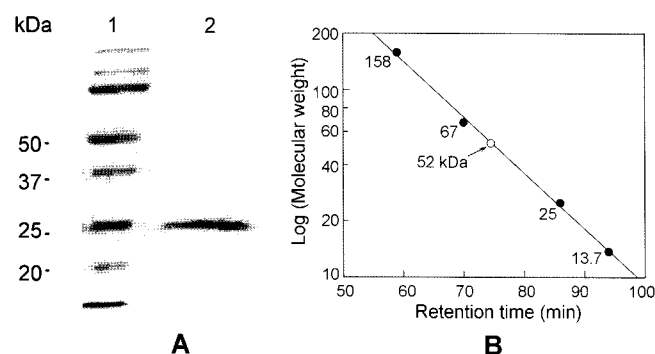 kDa 1 2
50-
37-
25-
20-
A
Log (Molecular weight)
200
100
80
60
40
20
10
158
67
52 kDa
25
13.7
50 60 70 80 90 100
Retention time (min)
B